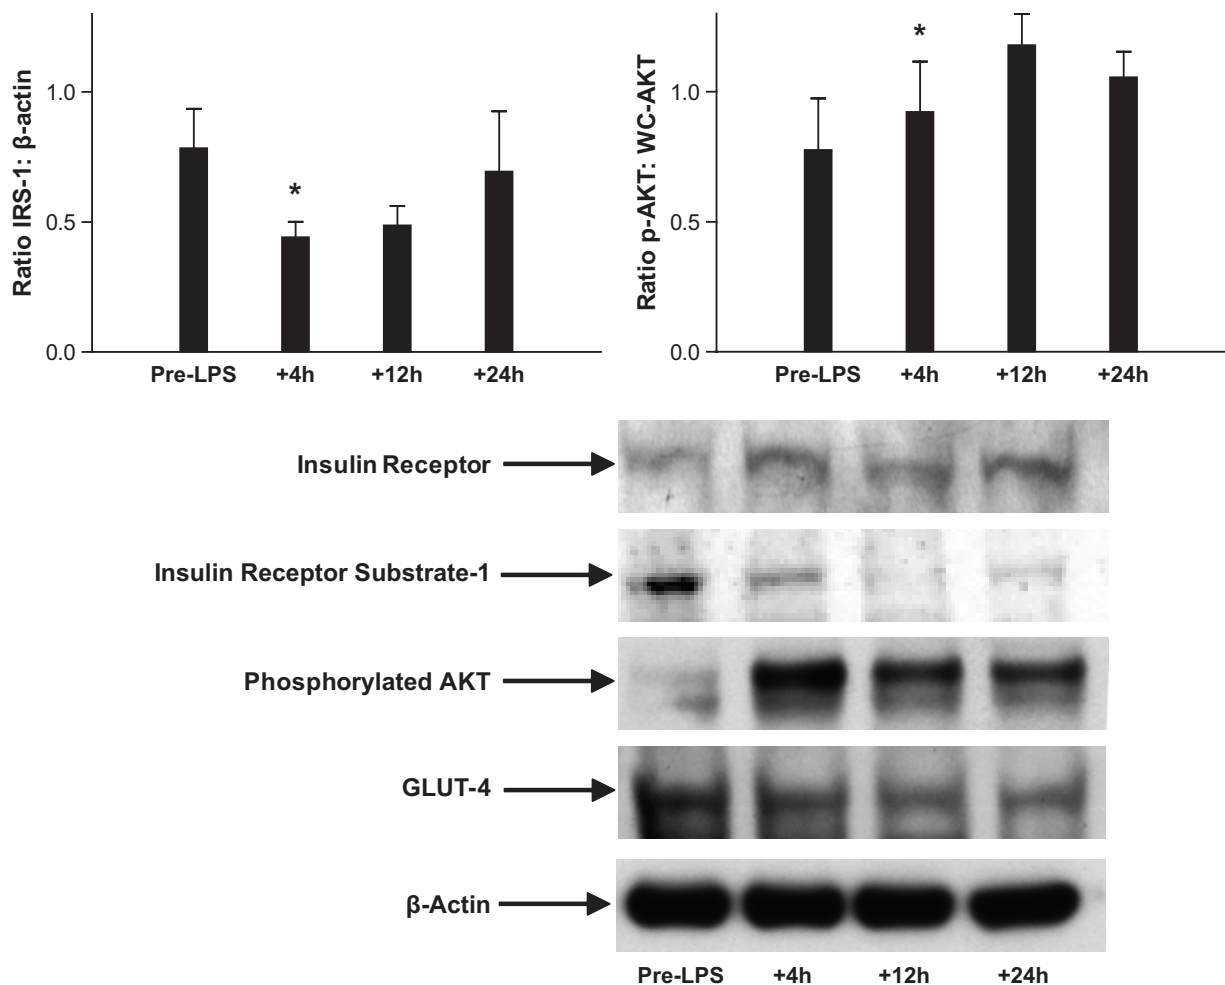 Ratio IRS-1: β-actin
1.0
0.5
0.0
*
Pre-LPS +4h +12h +24h
Ratio p-AKT: WC-AKT
1.0
0.5
0.0
*
Pre-LPS +4h +12h +24h
Insulin Receptor
Insulin Receptor Substrate-1
Phosphorylated AKT
GLUT-4
β-Actin
Pre-LPS +4h +12h +24h